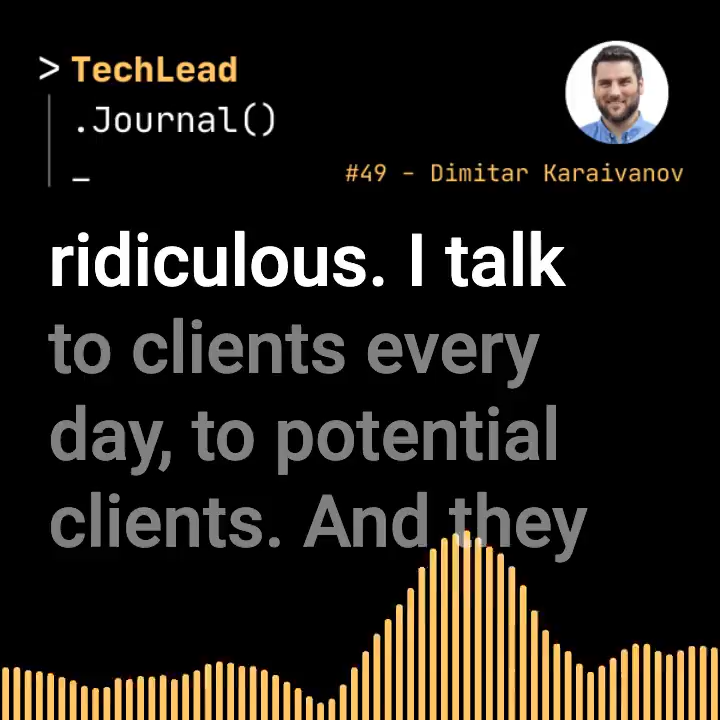 > TechLead
.Journal()
_
#49 - Dimitar Karaivanov
ridiculous. I talk
to clients every
day, to potential
clients. And they